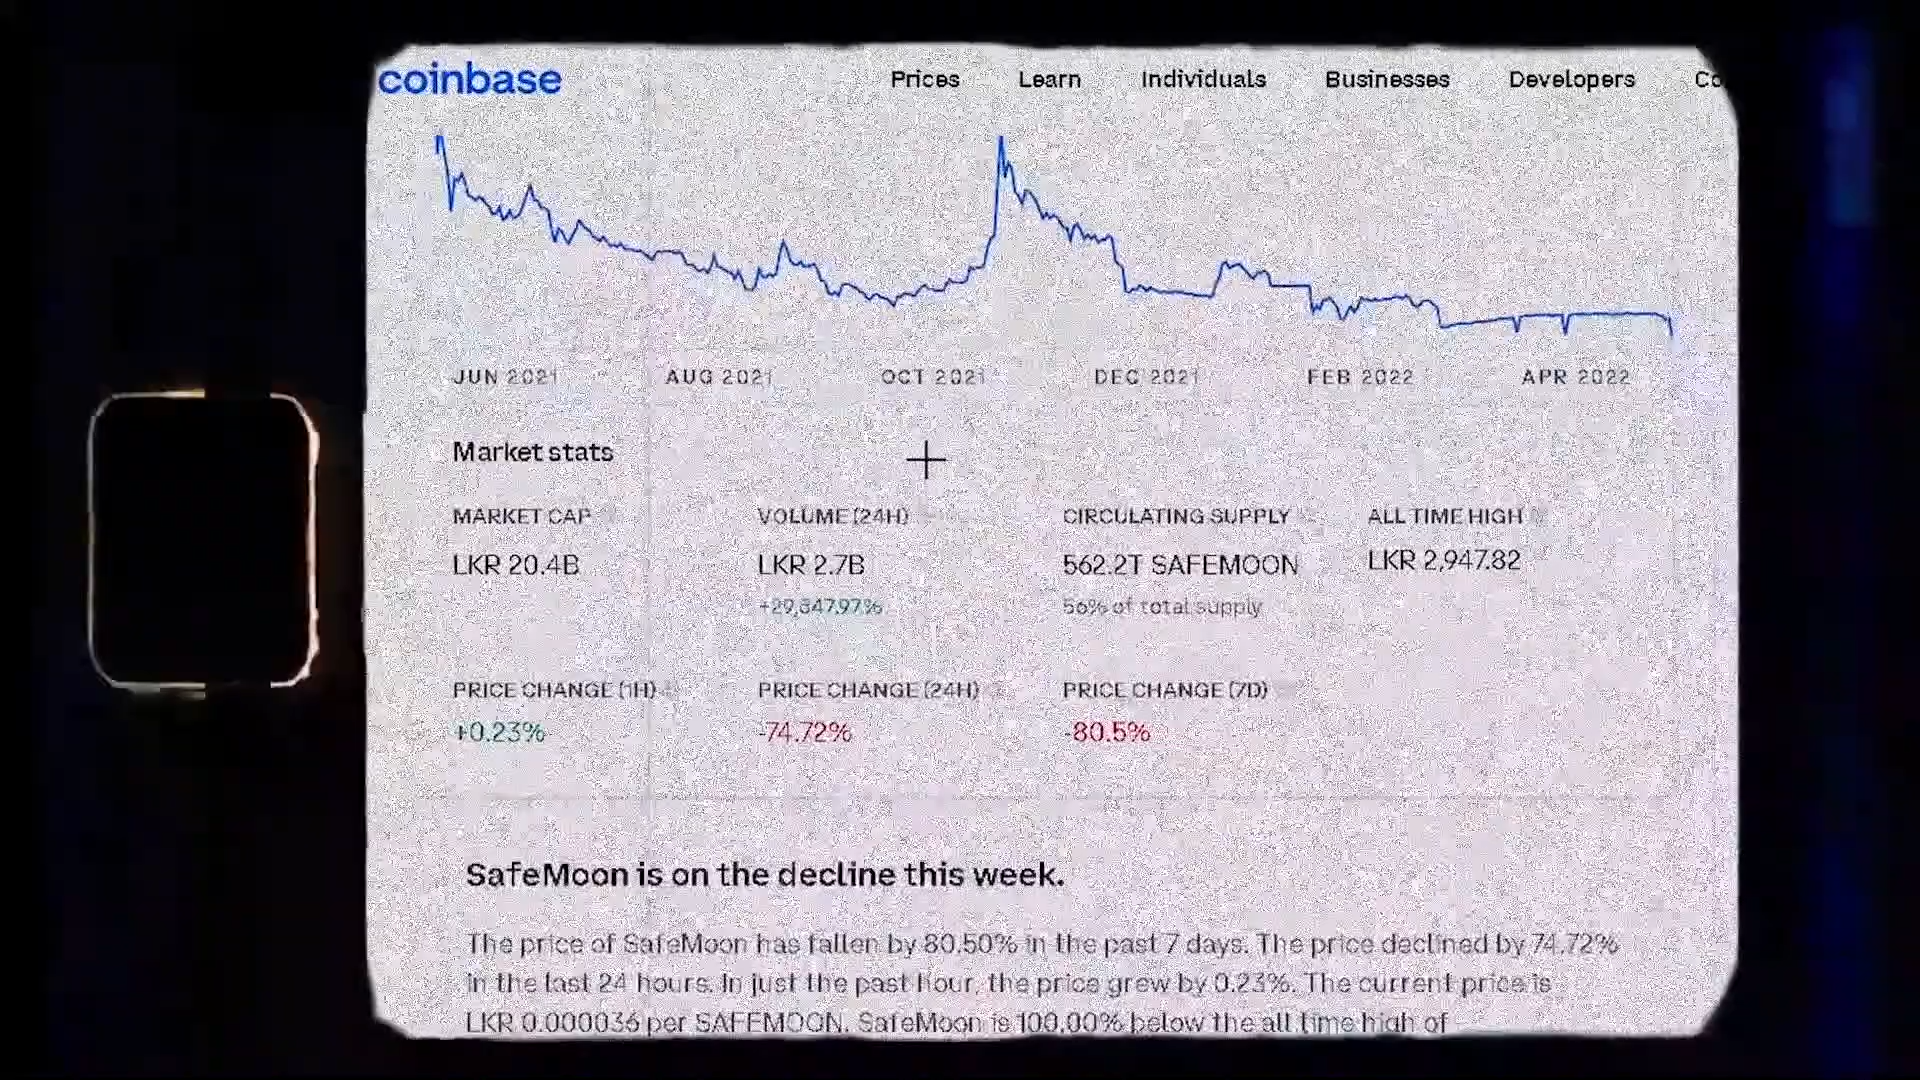 coinbase Prices Learn Individuals Businesses Developers
JUN 2021 AUG 2021 OCT 2021 DEC 2021 FEB 2022 APR 2022
Market stats
MARKET CAP VOLUME (24H) CIRCULATING SUPPLY ALL TIME HIGH
LKR 20.4B LKR 2.7B 562.2T SAFEMOON LKR 2,947.82
56% of total supply
PRICE CHANGE (1H) PRICE CHANGE (24H) PRICE CHANGE (7D)
+0.23% -74.72% -80.5%
SafeMoon is on the decline this week.
The price of SafeMoon has fallen by 80.50% in the past 7 days. The price declined by 74.72%
in the last 24 hours. In just the past hour, the price grew by 0.23%. The current price is
LKR 0.000036 per SAFEMOON. SafeMoon is 100.00% below the all time high of